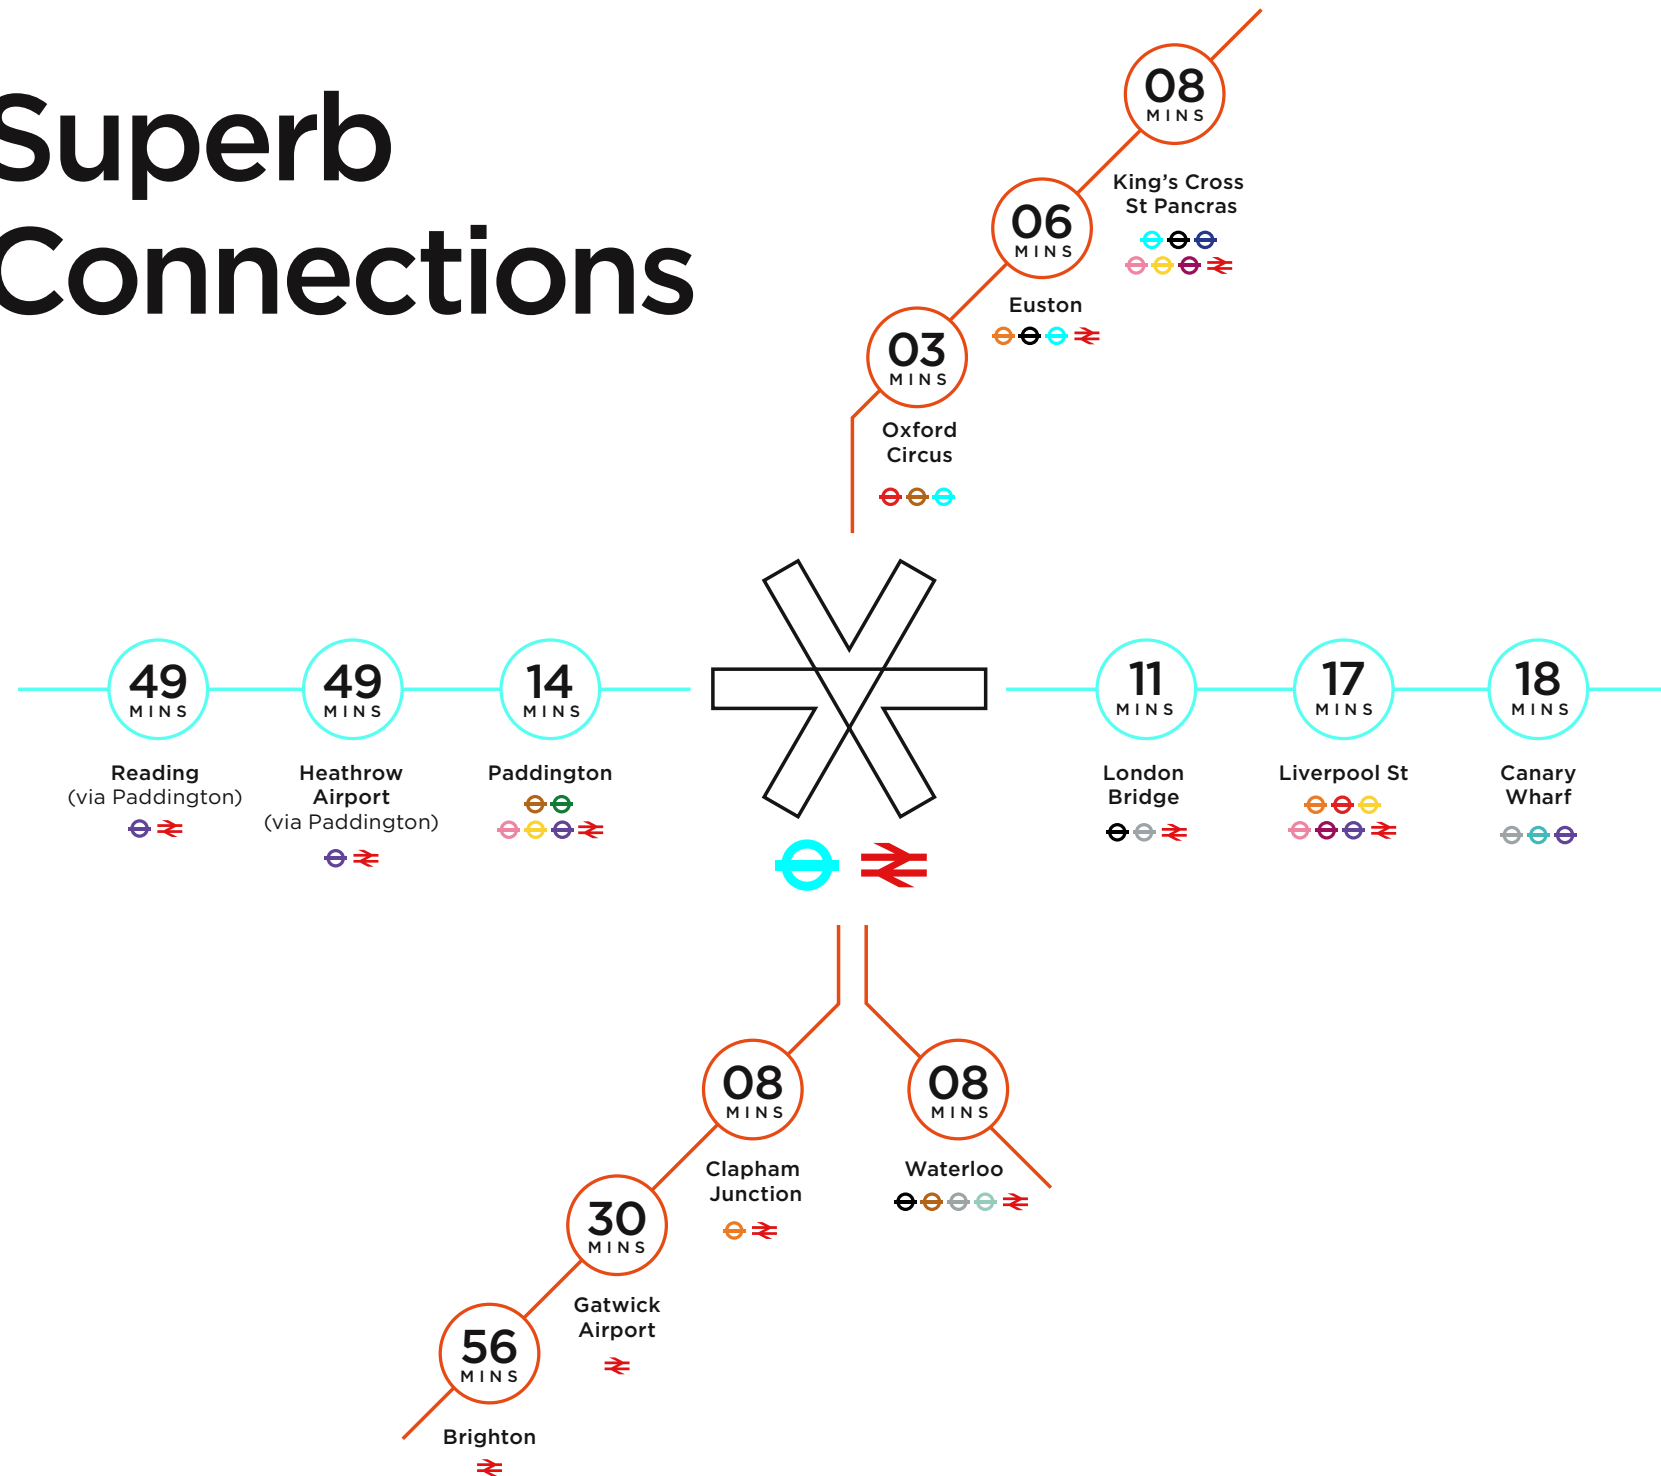 Superb
Connections
08
MINS
King's Cross
St Pancras
06
MINS
Euston
03
MINS
Oxford
Circus
49
MINS
Reading
(via Paddington)
49
MINS
Heathrow
Airport
(via Paddington)
14
MINS
Paddington
11
MINS
London
Bridge
17
MINS
Liverpool St
18
MINS
Canary
Wharf
08
MINS
Clapham
Junction
08
MINS
Waterloo
30
MINS
Gatwick
Airport
56
MINS
Brighton